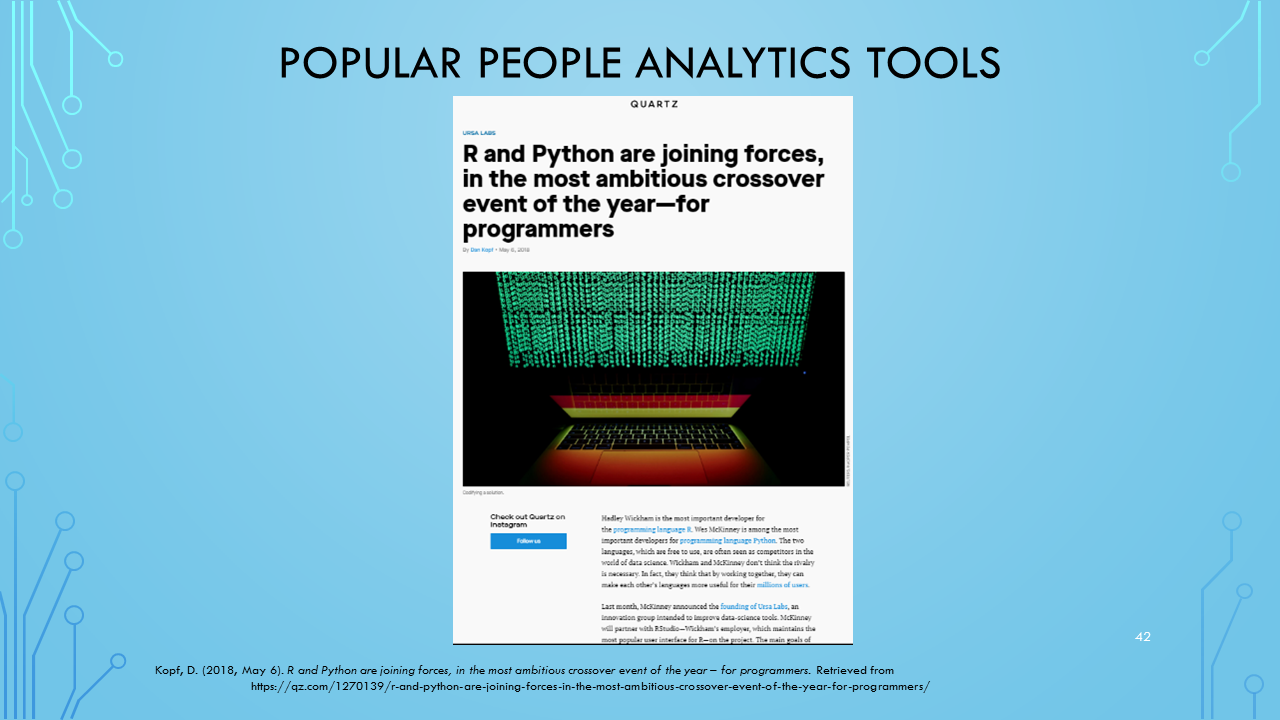 POPULAR PEOPLE ANALYTICS TOOLS
QUARTZ
URSA LABS
R and Python are joining forces,
in the most ambitious crossover
event of the year—for
programmers
By Dan Kopf • May 6, 2018
Codifying a solution.
Check out Quartz on
Instagram
Follow us
Hadley Wickham is the most important developer for
the programming language R. Wes McKinney is among the most
important developers for programming language Python. The two
languages, which are free to use, are often seen as competitors in the
world of data science. Wickham and McKinney don't think the rivalry
is necessary. In fact, they think that by working together, they can
make each other's languages more useful for their millions of users.
Last month, McKinney announced the founding of Ursa Labs, an
innovation group intended to improve data-science tools. McKinney
will partner with RStudio—Wickham's employer, which maintains the
most popular user interface for R—on the project. The main goals of
42
Kopf, D. (2018, May 6). R and Python are joining forces, in the most ambitious crossover event of the year – for programmers. Retrieved from
https://qz.com/1270139/r-and-python-are-joining-forces-in-the-most-ambitious-crossover-event-of-the-year-for-programmers/